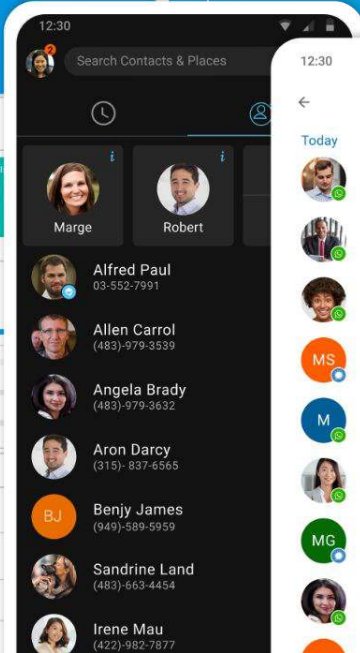 12:30
2
Search Contacts & Places
i
i
Marge
Robert
Alfred Paul
03-552-7991
Allen Carrol
(483)-979-3539
Angela Brady
(483)-979-3632
Aron Darcy
(315)- 837-6565
BJ
Benjy James
(949)-589-5959
Sandrine Land
(483)-663-4454
Irene Mau
(422)-982-7877
12:30
Today
MS
M
MG